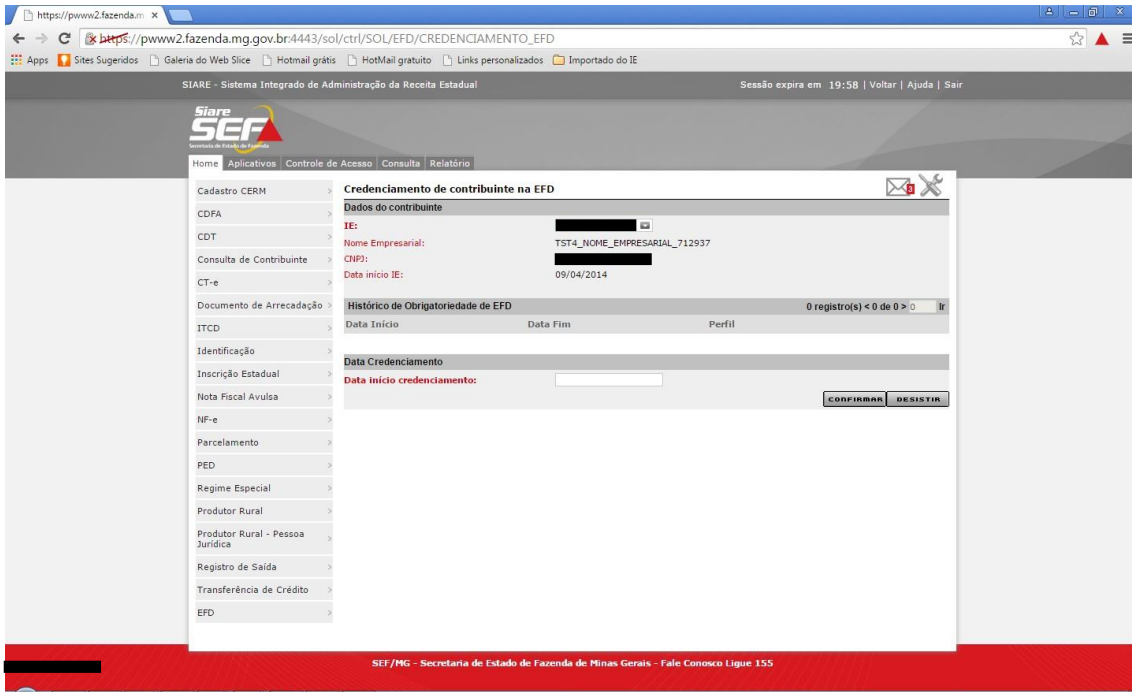 https://pwww2.fazenda.m
https://pwww2.fazenda.mg.gov.br:4443/sol/ctrl/SOL/EFD/CREDENCIAMENTO_EFD
Apps Sites Sugeridos Galeria do Web Slice Hotmail grátis HotMail gratuito Links personalizados Importado do IE
SIARE - Sistema Integrado de Administração da Receita Estadual Sessão expira em 19:58 | Voltar | Ajuda | Sair
Siare
SEF
Secretaria de Estado de Fazenda
Home Aplicativos Controle de Acesso Consulta Relatório
Cadastro CERM >
CDFA >
CDT >
Consulta de Contribuinte >
CT-e >
Documento de Arrecadação >
ITCD >
Identificação >
Inscrição Estadual >
Nota Fiscal Avulsa >
NF-e >
Parcelamento >
PED >
Regime Especial >
Produtor Rural >
Produtor Rural - Pessoa
Jurídica >
Registro de Saída >
Transferência de Crédito >
EFD >
Credenciamento de contribuinte na EFD 3
Dados do contribuinte
IE:
Nome Empresarial: TST4_NOME_EMPRESARIAL_712937
CNPJ:
Data início IE: 09/04/2014
Histórico de Obrigatoriedade de EFD 0 registro(s) < 0 de 0 > 0 Ir
Data Início Data Fim Perfil
Data Credenciamento
Data início credenciamento:
CONFIRMAR DESISTIR
SEF/MG - Secretaria de Estado de Fazenda de Minas Gerais - Fale Conosco Ligue 155